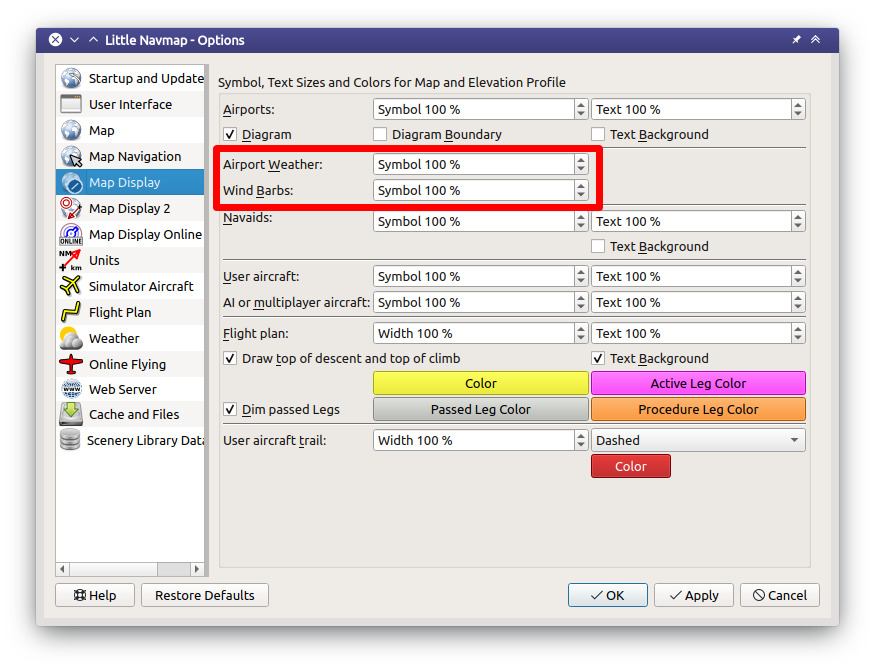 Little Navmap - Options
Startup and Update
User Interface
Map
Map Navigation
Map Display
Map Display 2
Map Display Online
Units
Simulator Aircraft
Flight Plan
Weather
Online Flying
Web Server
Cache and Files
Scenery Library Data
Symbol, Text Sizes and Colors for Map and Elevation Profile
Airports: Symbol 100 % Text 100 %
Diagram Diagram Boundary Text Background
Airport Weather: Symbol 100 %
Wind Barbs: Symbol 100 %
Navaids: Symbol 100 % Text 100 %
Text Background
User aircraft: Symbol 100 % Text 100 %
AI or multiplayer aircraft: Symbol 100 % Text 100 %
Flight plan: Width 100 % Text 100 %
Draw top of descent and top of climb Text Background
Color Active Leg Color
Dim passed Legs Passed Leg Color Procedure Leg Color
User aircraft trail: Width 100 % Dashed
Color
Help Restore Defaults OK Apply Cancel
ONLINE
NM
km
www